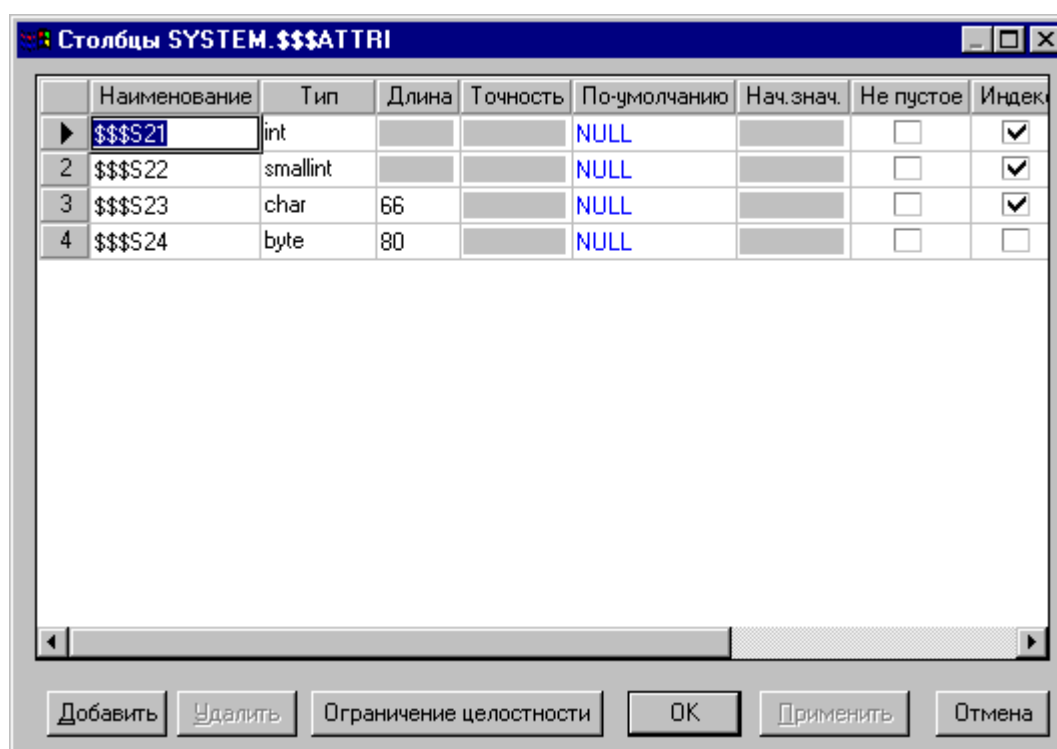 Столбцы SYSTEM.$$$ATTRI
Наименование Тип Длина Точность По-умолчанию Нач.знач. Не пустое Индек
$$$S21 int NULL
2 $$$S22 smallint NULL
3 $$$S23 char 66 NULL
4 $$$S24 byte 80 NULL
Добавить Удалить Ограничение целостности OK Применить Отмена